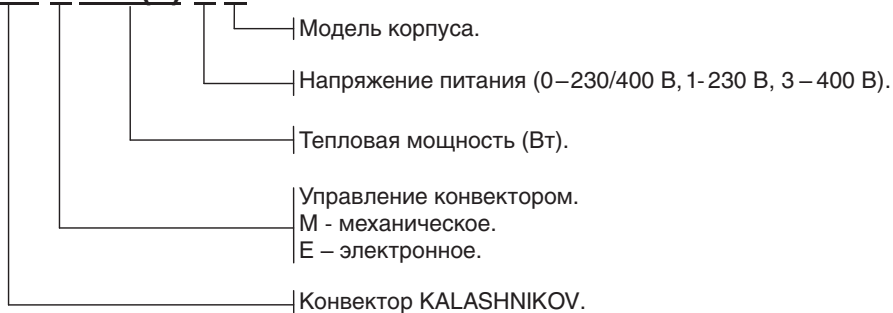 Модель корпуса.
Напряжение питания (0–230/400 В, 1- 230 В, 3 – 400 В).
Тепловая мощность (Вт).
Управление конвектором.
М - механическое.
Е – электронное.
Конвектор KALASHNIKOV.